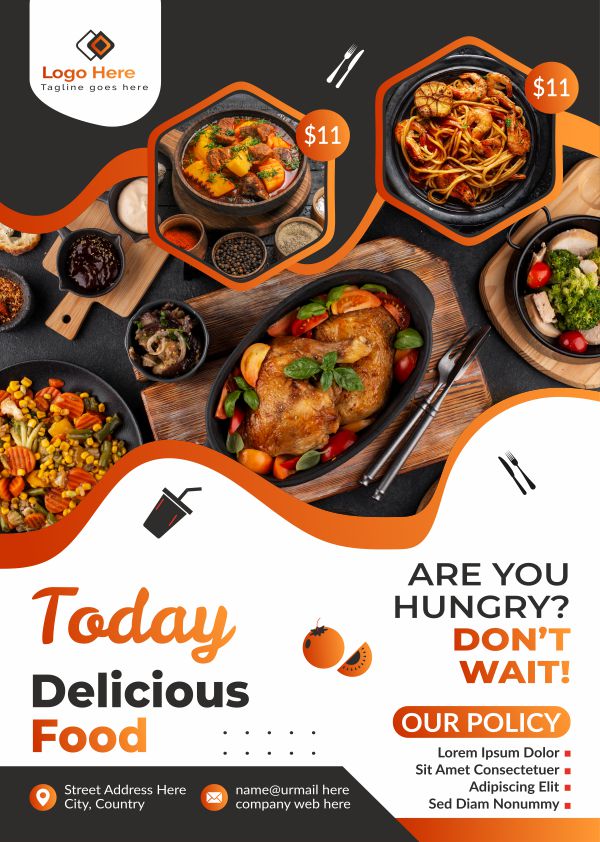 Logo Here
Tagline goes here
$11
$11
Today
Delicious
Food
ARE YOU
HUNGRY?
DON'T
WAIT!
OUR POLICY
Lorem Ipsum Dolor
Sit Amet Consectetuer
Adipiscing Elit
Sed Diam Nonummy
Street Address Here
City, Country
name@urmail here
company web here